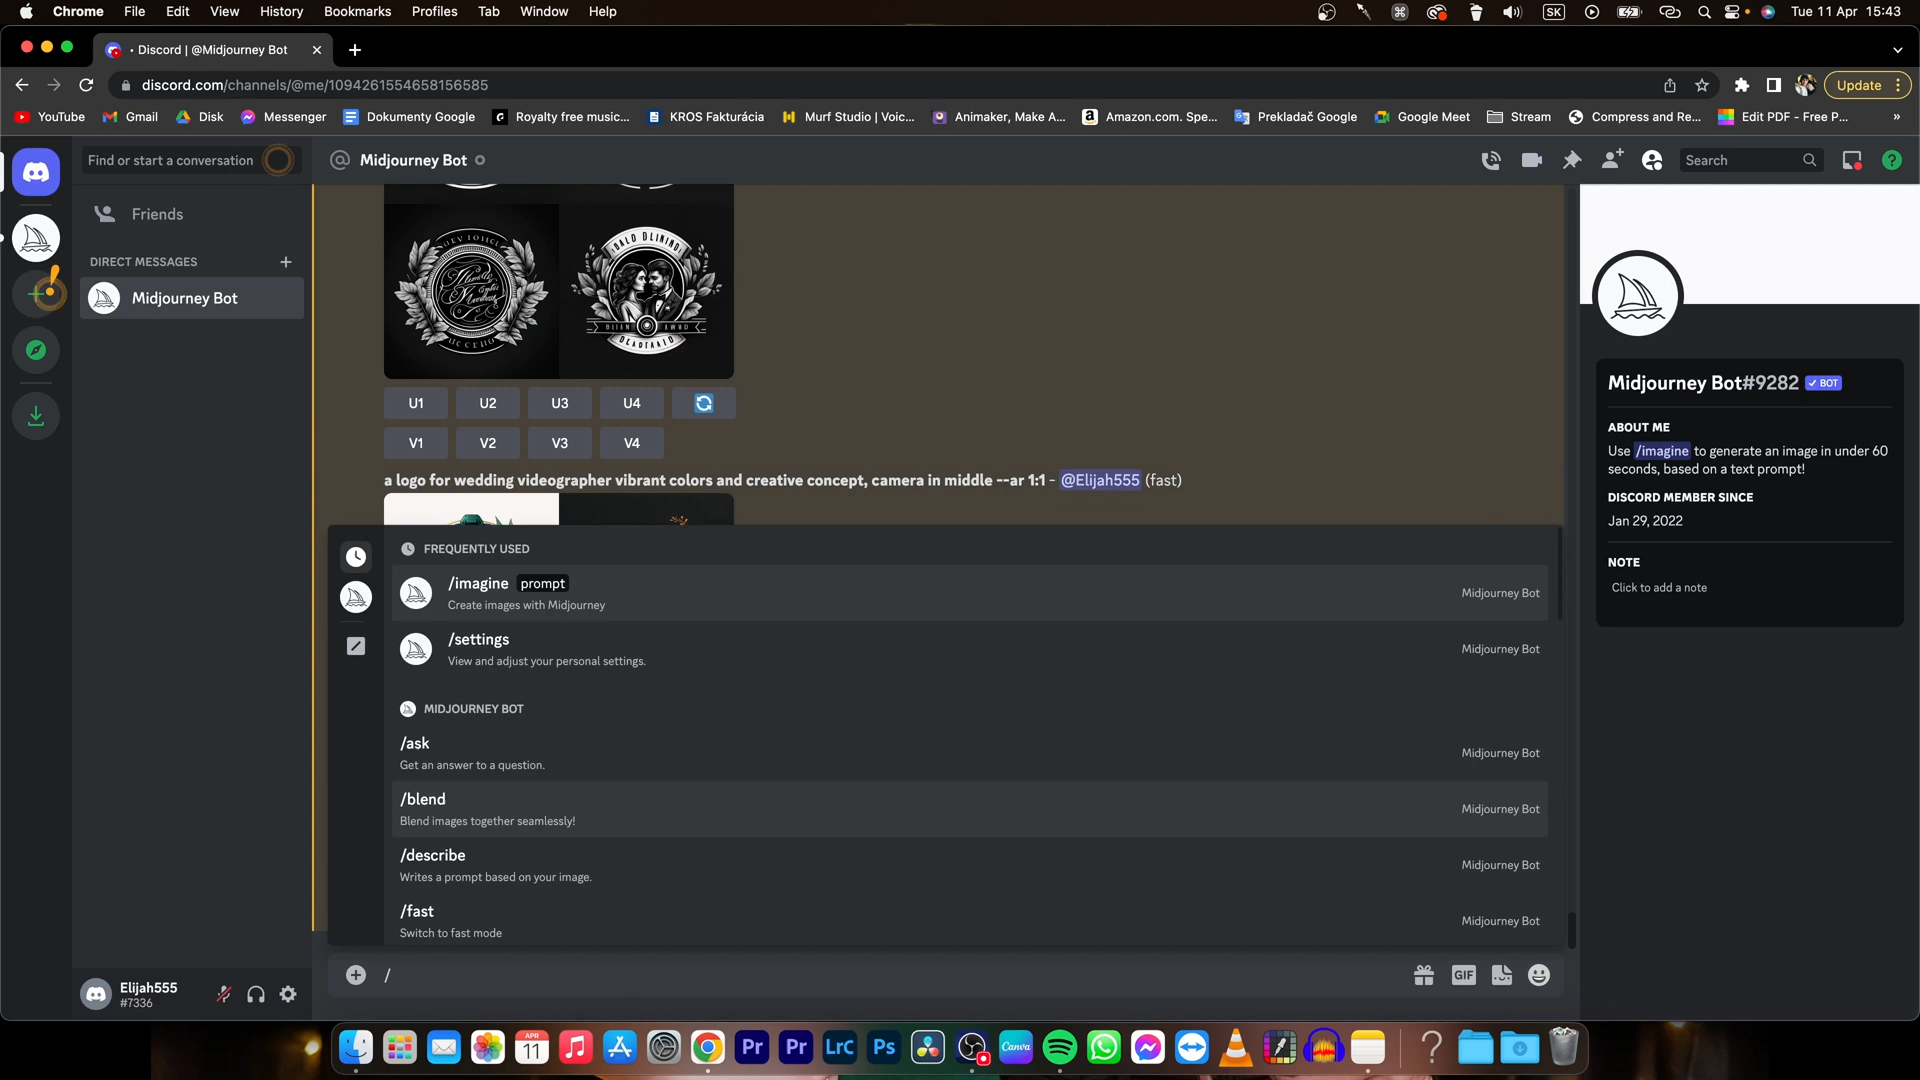 Chrome File Edit View History Bookmarks Profiles Tab Window Help
SK Tue 11 Apr 15:43
• Discord | @Midjourney Bot
discord.com/channels/@me/1094261554658156585
Update
YouTube Gmail Disk Messenger Dokumenty Google Royalty free music... KROS Fakturácia Murf Studio | Voic... Animaker, Make A... Amazon.com. Spe... Prekladač Google Google Meet Stream Compress and Re... Edit PDF - Free P... »
Find or start a conversation
Midjourney Bot
Search
Friends
DIRECT MESSAGES
Midjourney Bot
U1 U2 U3 U4
V1 V2 V3 V4
a logo for wedding videographer vibrant colors and creative concept, camera in middle --ar 1:1 - @Elijah555 (fast)
FREQUENTLY USED
/imagine prompt
Create images with Midjourney
Midjourney Bot
/settings
View and adjust your personal settings.
Midjourney Bot
MIDJOURNEY BOT
/ask
Get an answer to a question.
Midjourney Bot
/blend
Blend images together seamlessly!
Midjourney Bot
/describe
Writes a prompt based on your image.
Midjourney Bot
/fast
Switch to fast mode
Midjourney Bot
/
GIF
Midjourney Bot#9282 ✓ BOT
ABOUT ME
Use /imagine to generate an image in under 60
seconds, based on a text prompt!
DISCORD MEMBER SINCE
Jan 29, 2022
NOTE
Click to add a note
Elijah555
#7336
APR
11
Pr Pr LrC Ps Canva